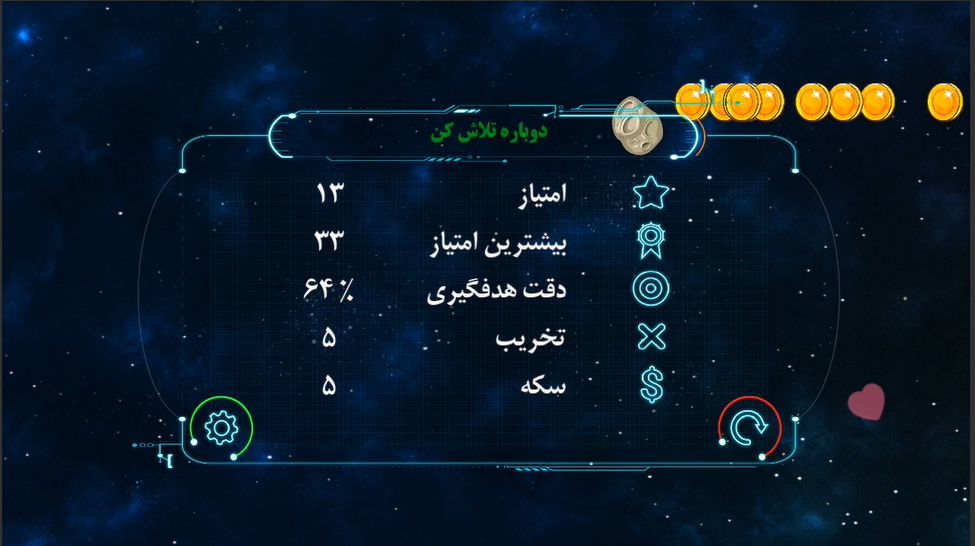 دوباره تلاش کن
امتیاز ۱۳
بیشترین امتیاز ۳۳
دقت هدفگیری ۶۴٪
تخریب ۵
سکه ۵